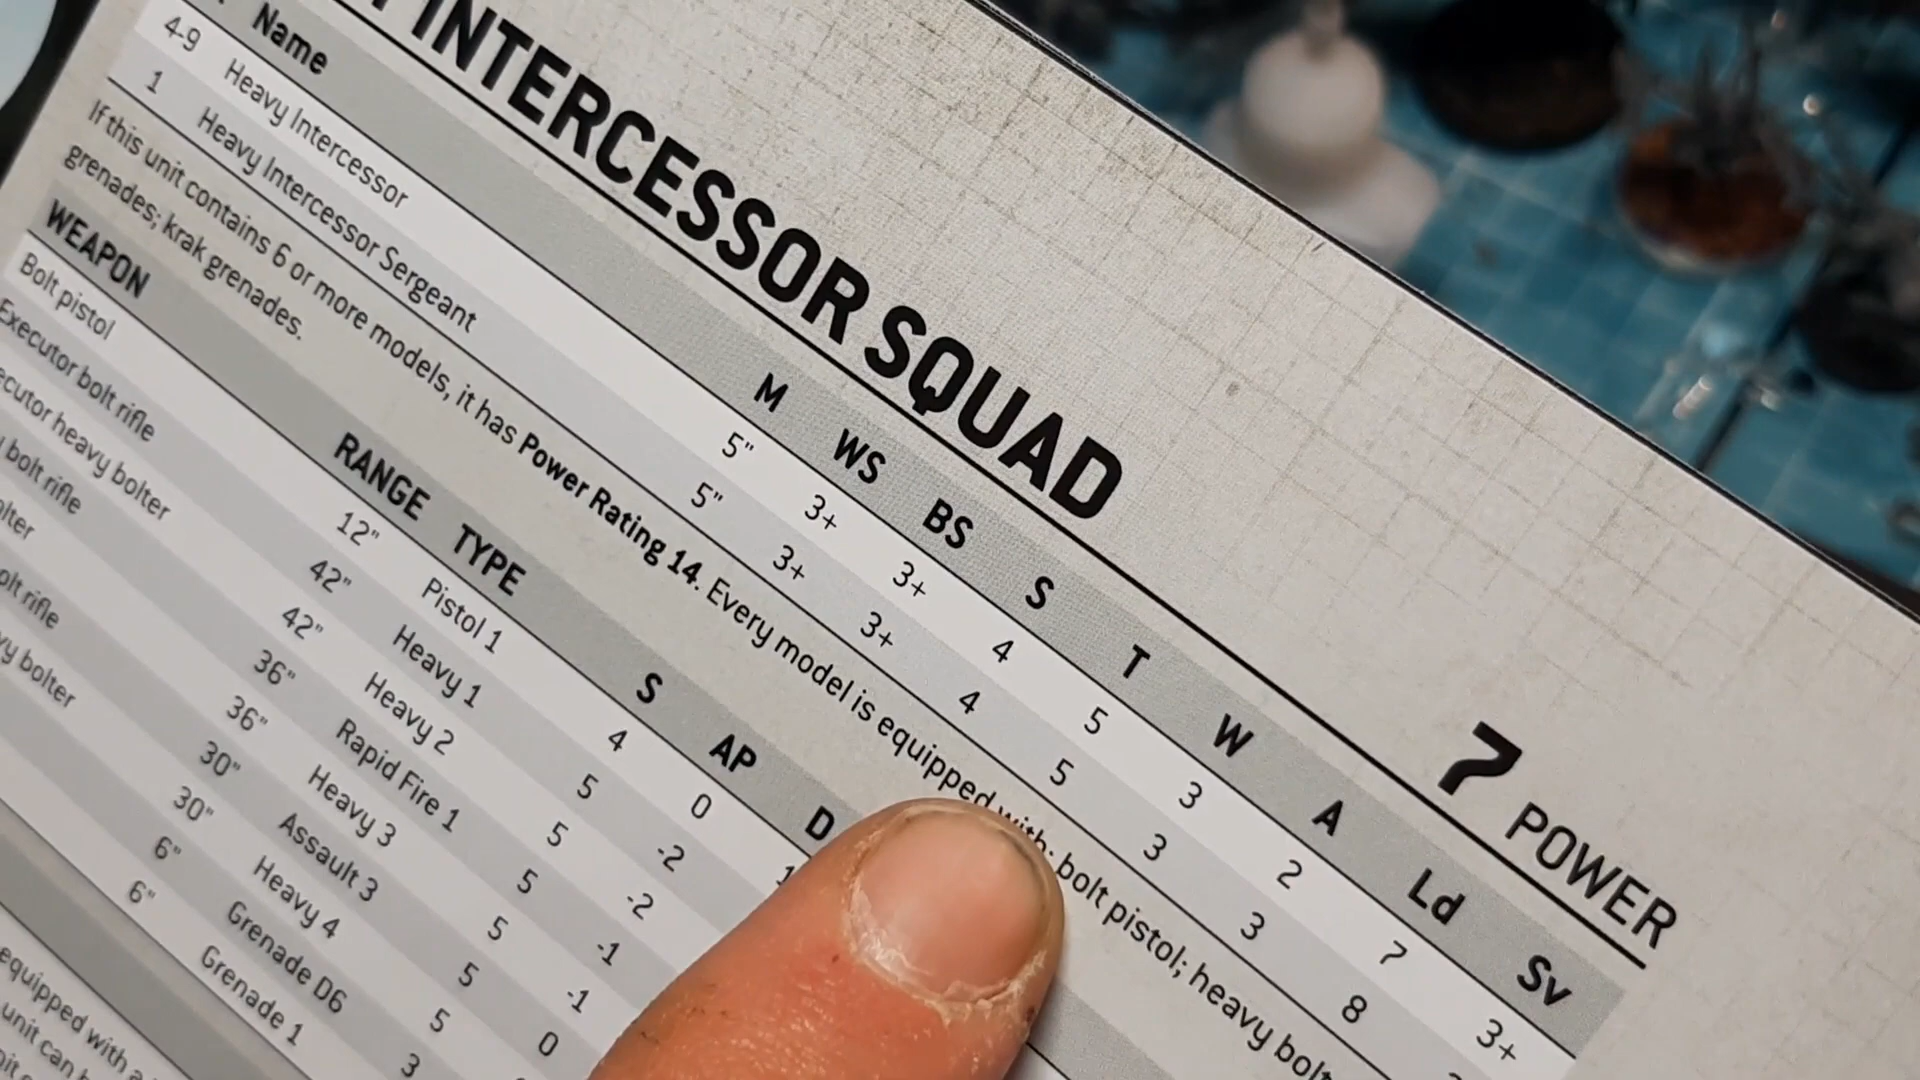 INTERCESSOR SQUAD
7 POWER
Name M WS BS S T W A Ld Sv
4-9 Heavy Intercessor 5" 3+ 3+ 4 5 3 2 7 3+
1 Heavy Intercessor Sergeant 5" 3+ 3+ 4 5 3 3 8
If this unit contains 6 or more models, it has Power Rating 14. Every model is equipped with: bolt pistol; heavy bolt
grenades; krak grenades.
WEAPON RANGE TYPE S AP D
Bolt pistol 12" Pistol 1 4 0 1
Executor bolt rifle 42" Heavy 1 5 -2
heavy bolter 42" Heavy 2 5 -2
bolt rifle 36" Rapid Fire 1 5 -1
36" Heavy 3 5 -1
rifle 30" Assault 3 5 0
bolter 30" Heavy 4 5
6" Grenade D6 3
6" Grenade 1
equipped with a
unit can